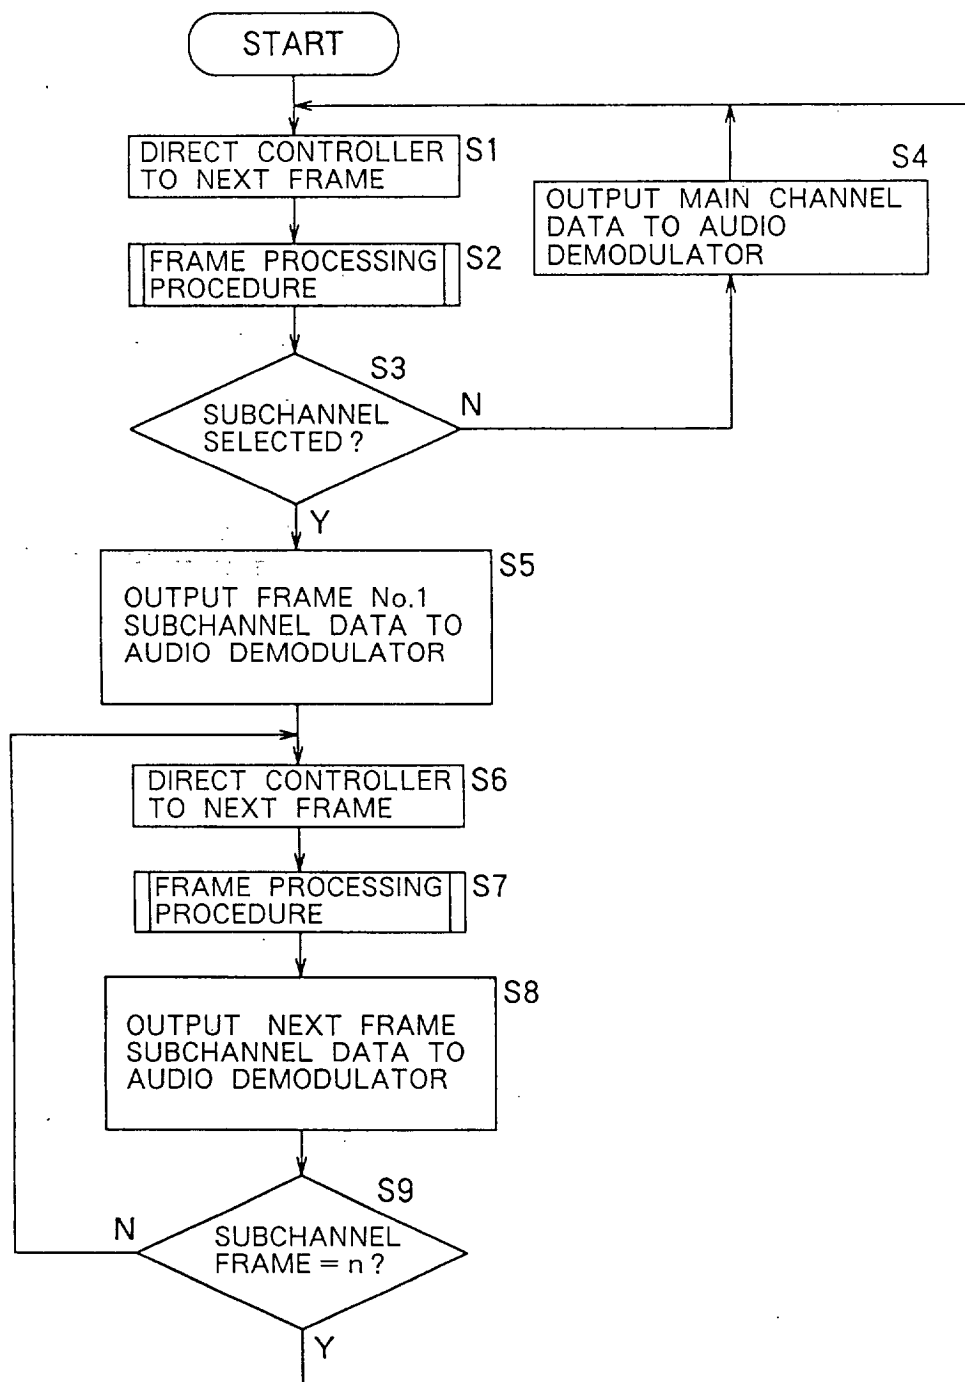 START
DIRECT CONTROLLER
TO NEXT FRAME
S1
FRAME PROCESSING
PROCEDURE
S2
S4
OUTPUT MAIN CHANNEL
DATA TO AUDIO
DEMODULATOR
S3
SUBCHANNEL
SELECTED?
N
Y
S5
OUTPUT FRAME No.1
SUBCHANNEL DATA TO
AUDIO DEMODULATOR
DIRECT CONTROLLER
TO NEXT FRAME
S6
FRAME PROCESSING
PROCEDURE
S7
S8
OUTPUT NEXT FRAME
SUBCHANNEL DATA TO
AUDIO DEMODULATOR
S9
N
SUBCHANNEL
FRAME = n?
Y